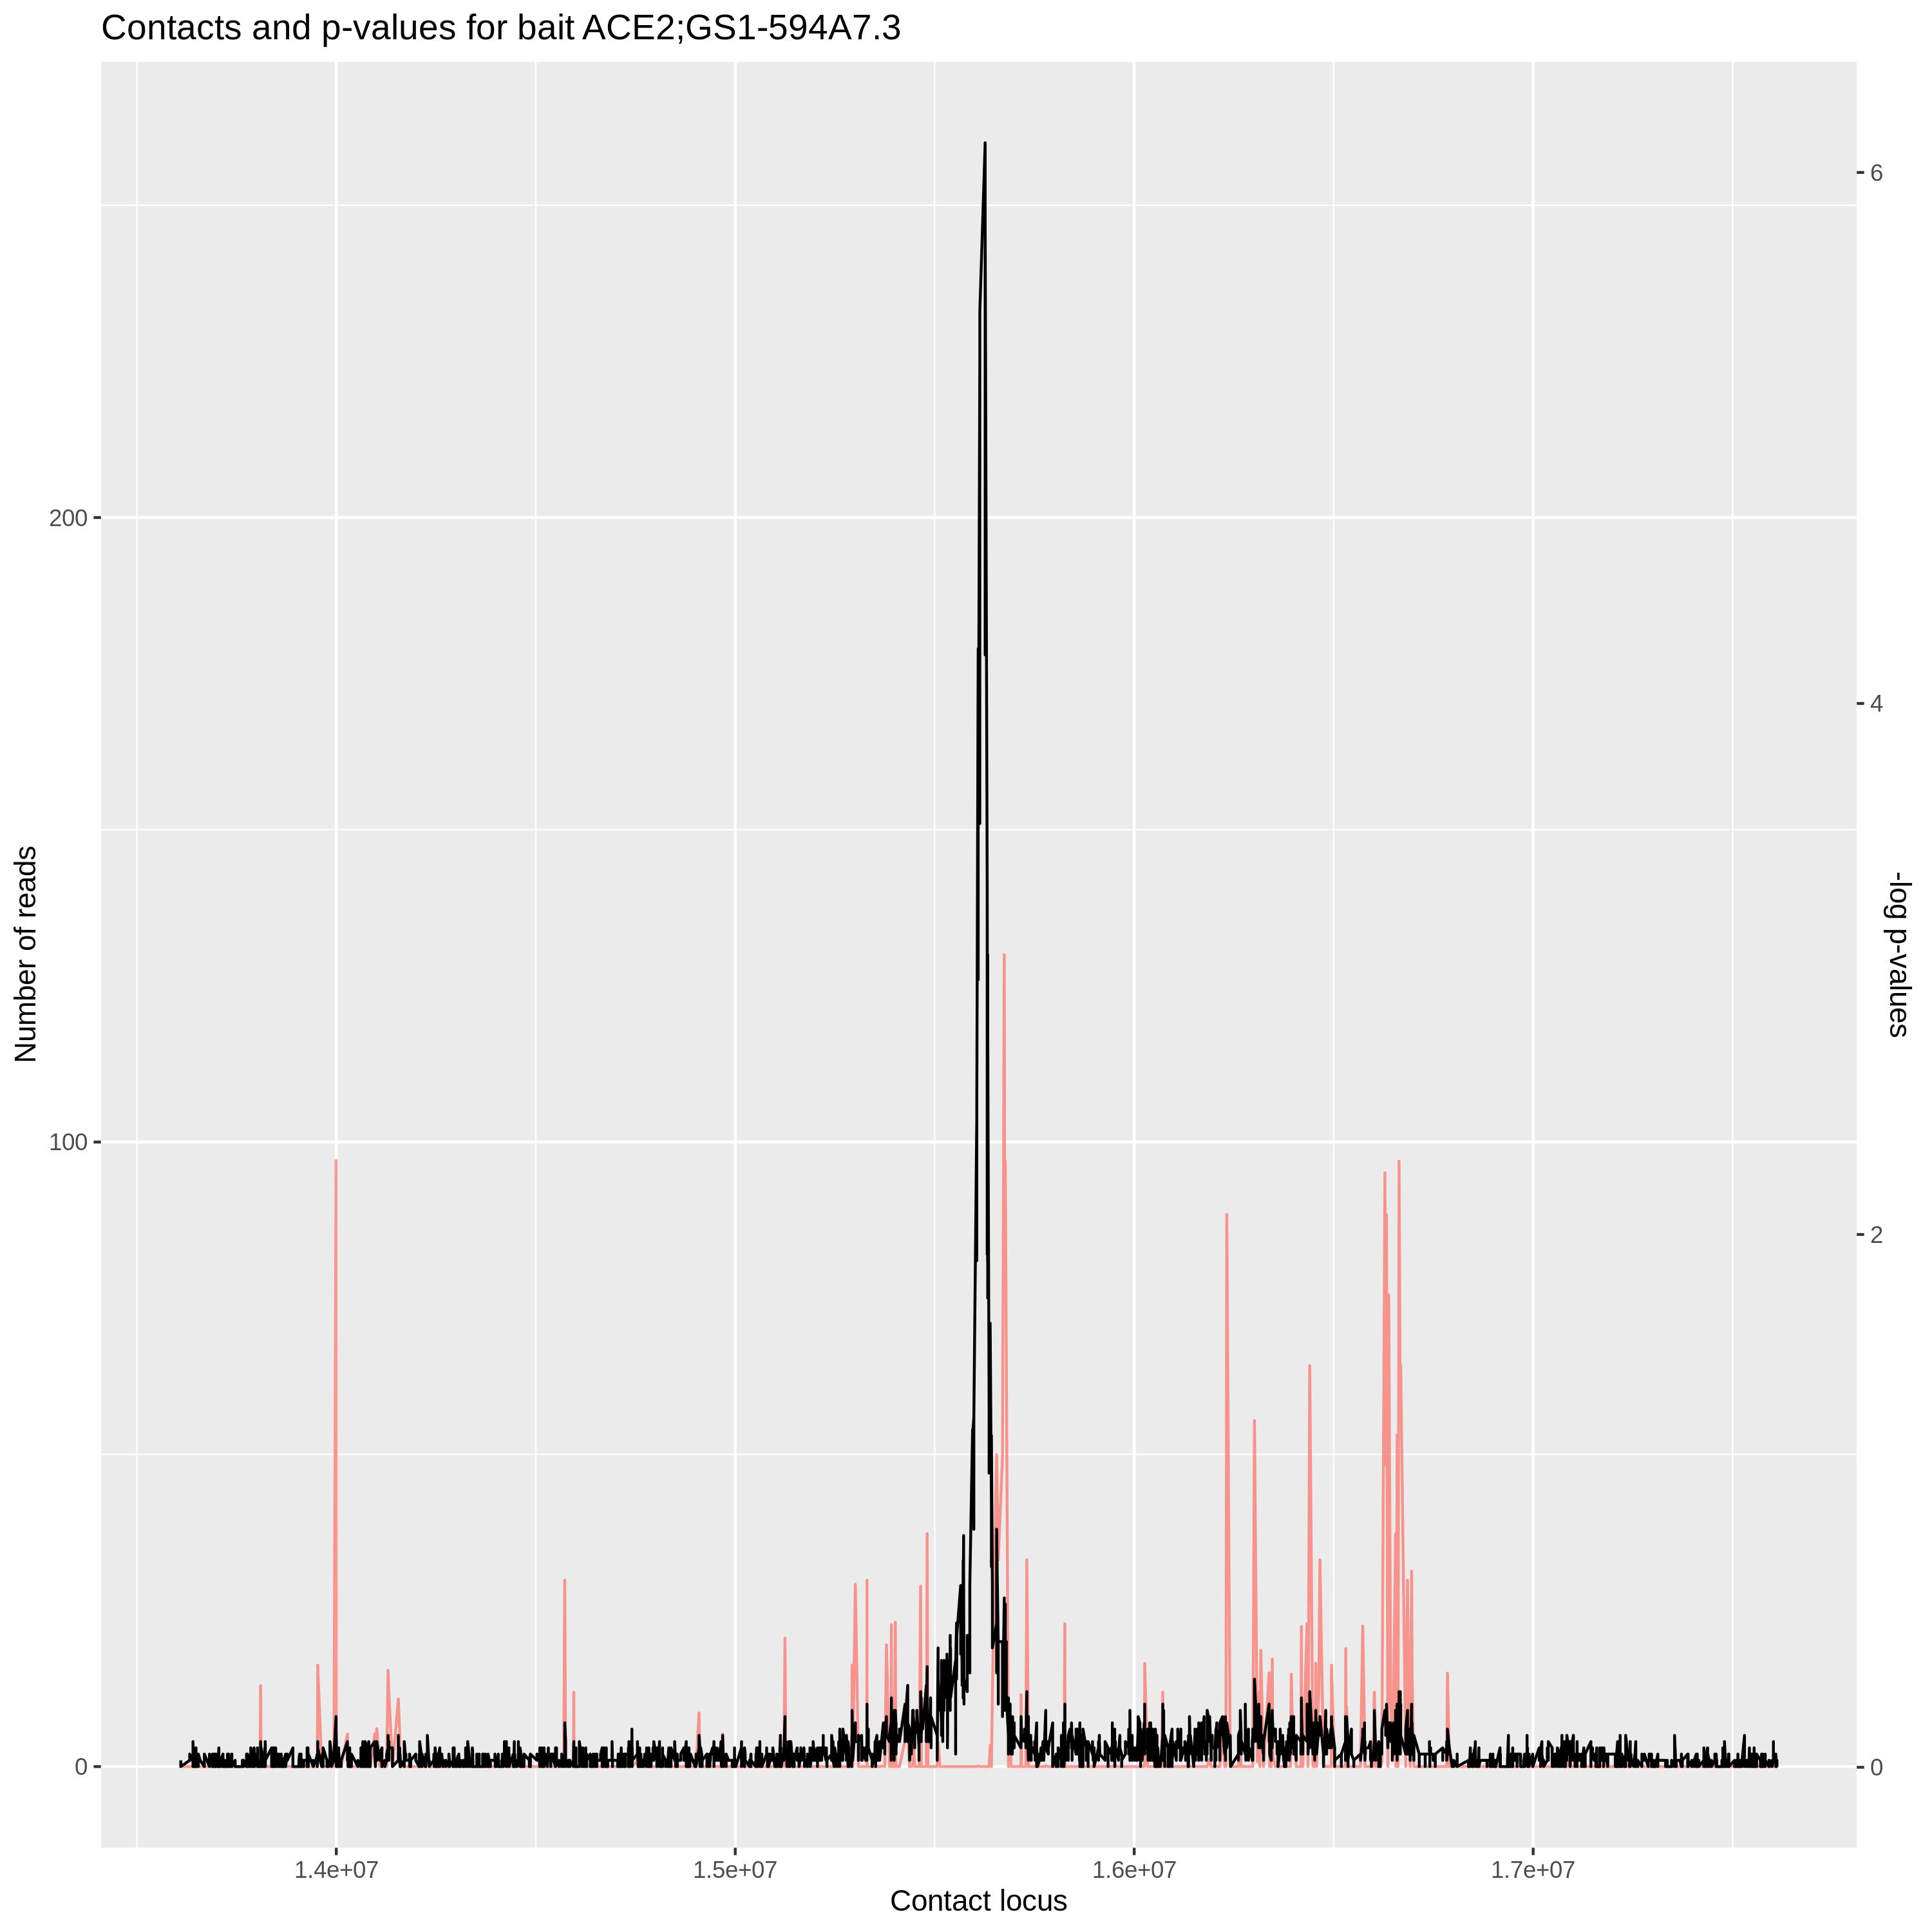 Contacts and p-values for bait ACE2;GS1-594A7.3
6
200
4
Number of reads
-log p-values
100
2
0
0
1.4e+07 1.5e+07 1.6e+07 1.7e+07
Contact locus